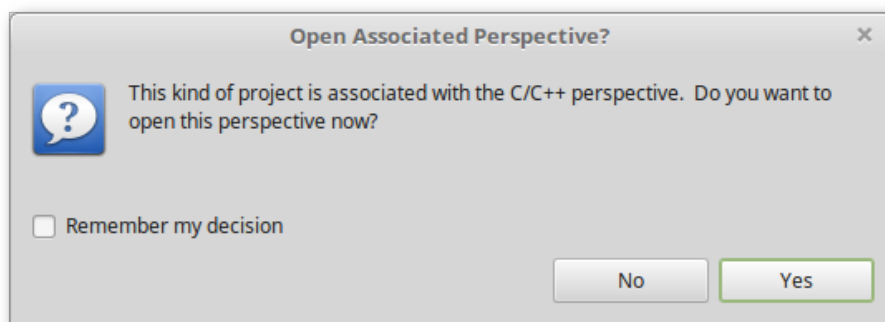 Open Associated Perspective?
This kind of project is associated with the C/C++ perspective.  Do you want to
open this perspective now?
Remember my decision
No
Yes